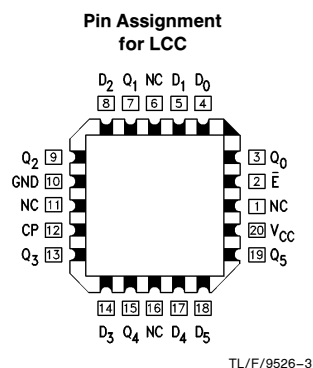 Pin Assignment
for LCC
D2 Q1 NC D1 D0
8 7 6 5 4
Q2 9
GND 10
NC 11
CP 12
Q3 13
3 Q0
2 E̅
1 NC
20 VCC
19 Q5
14 15 16 17 18
D3 Q4 NC D4 D5
TL/F/9526–3